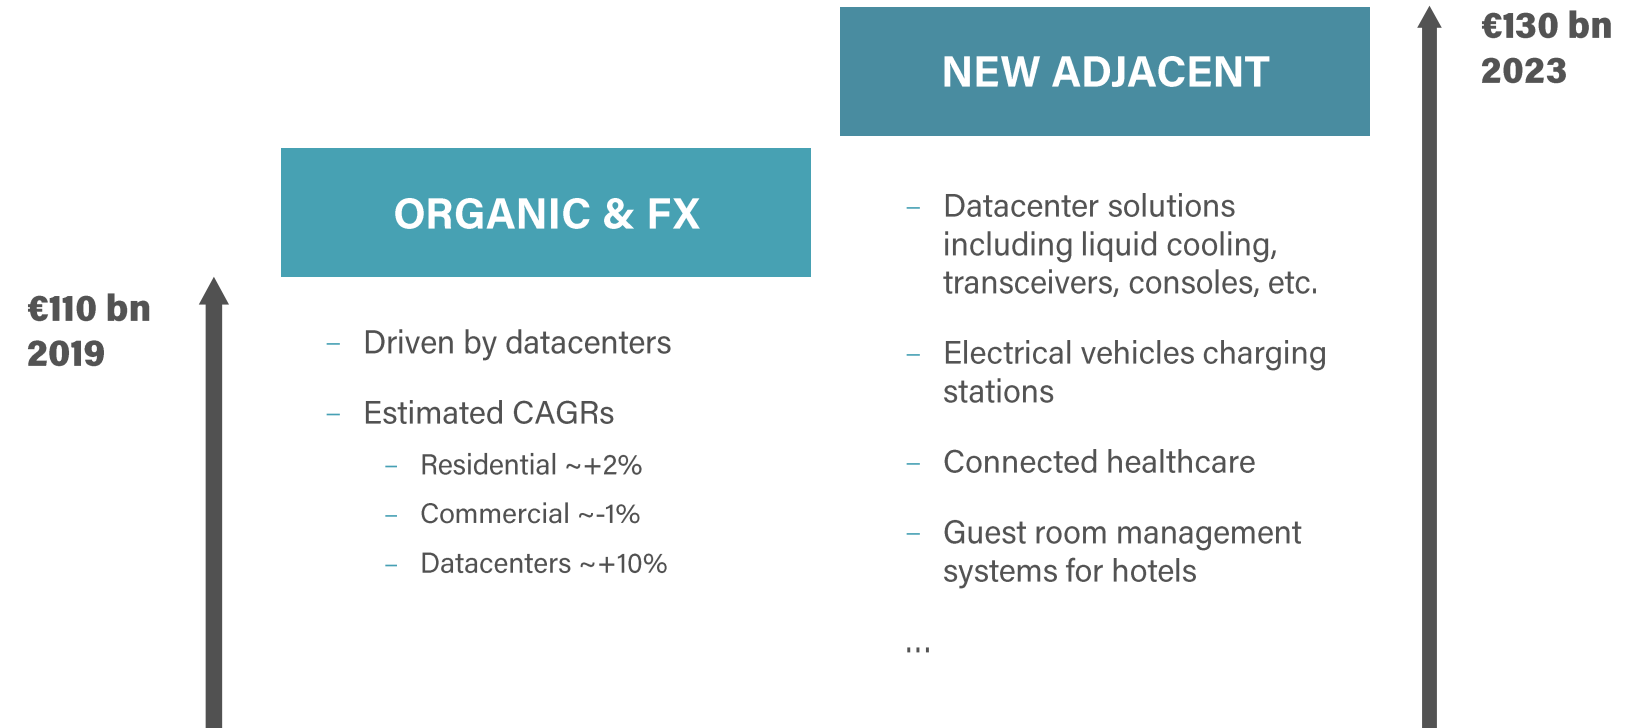 €110 bn
2019
ORGANIC & FX
– Driven by datacenters
– Estimated CAGRs
– Residential ~+2%
– Commercial ~-1%
– Datacenters ~+10%
NEW ADJACENT
– Datacenter solutions
including liquid cooling,
transceivers, consoles, etc.
– Electrical vehicles charging
stations
– Connected healthcare
– Guest room management
systems for hotels
...
€130 bn
2023